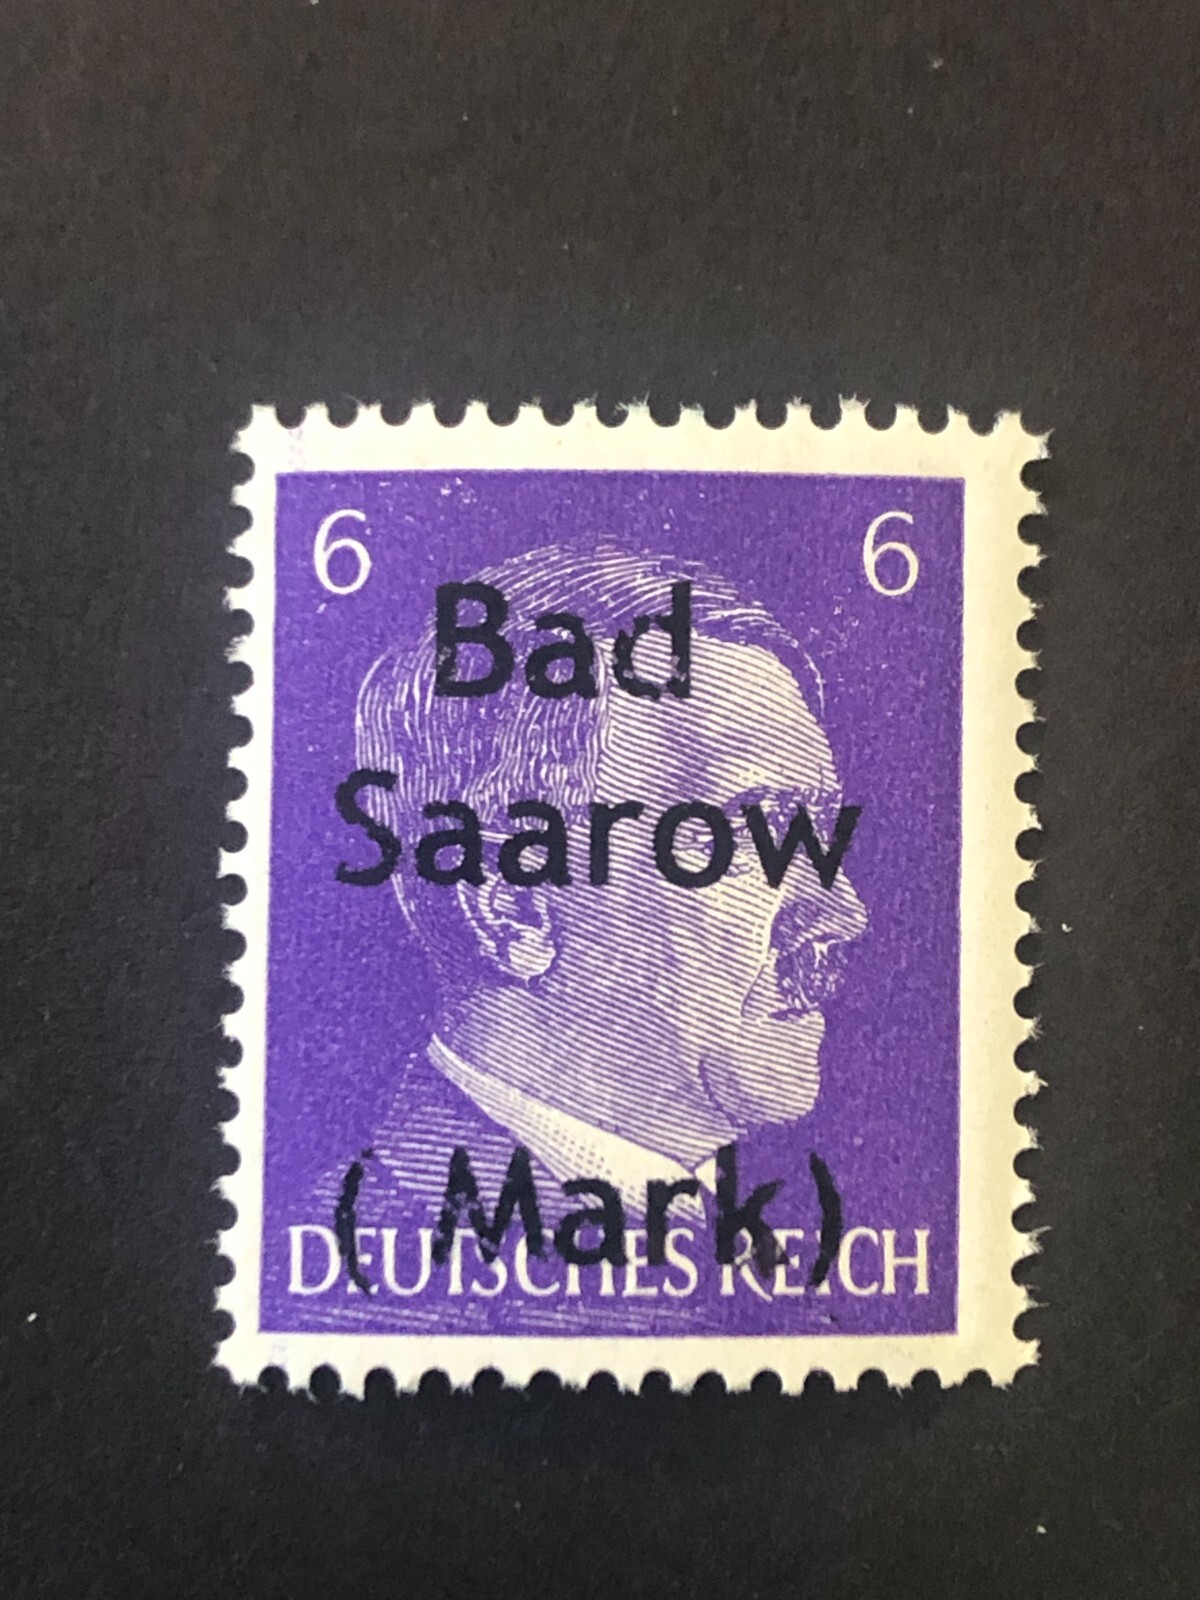 6 6
Bad
Saarow
(Mark)
DEUTSCHES REICH